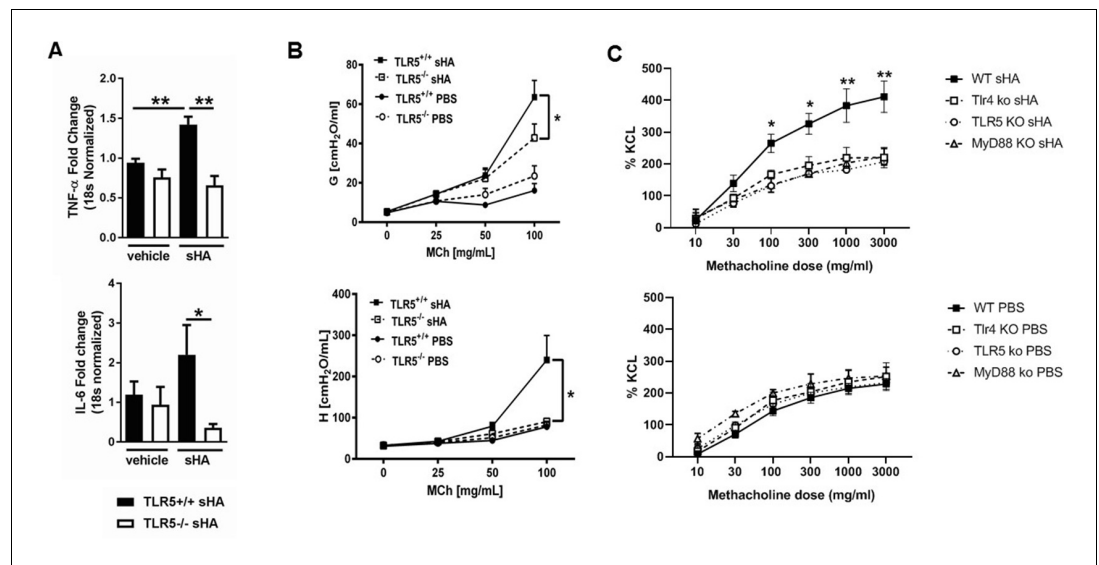 A
2.0
1.5
1.0
0.5
0.0
TNF-α Fold Change
(18s Normalized)
**
**
vehicle
sHA
4
3
2
1
0
IL-6 Fold change
(18s normalized)
*
vehicle
sHA
TLR5+/+ sHA
TLR5-/- sHA
B
TLR5+/+ sHA
TLR5-/- sHA
TLR5+/+ PBS
TLR5-/- PBS
80
60
40
20
0
G [cmH2O/ml]
*
0
25
50
100
MCh [mg/mL]
TLR5+/+ sHA
TLR5-/- sHA
TLR5+/+ PBS
TLR5-/- PBS
400
300
200
100
0
H [cmH2O/mL]
*
0
25
50
100
MCh [mg/mL]
C
500
400
300
200
100
0
% KCL
*
*
**
**
10
30
100
300
1000
3000
Methacholine dose (mg/ml)
WT sHA
Tlr4 ko sHA
TLR5 KO sHA
MyD88 KO sHA
500
400
300
200
100
0
% KCL
10
30
100
300
1000
3000
Methacholine dose (mg/ml)
WT PBS
Tlr4 KO PBS
TLR5 ko PBS
MyD88 ko PBS